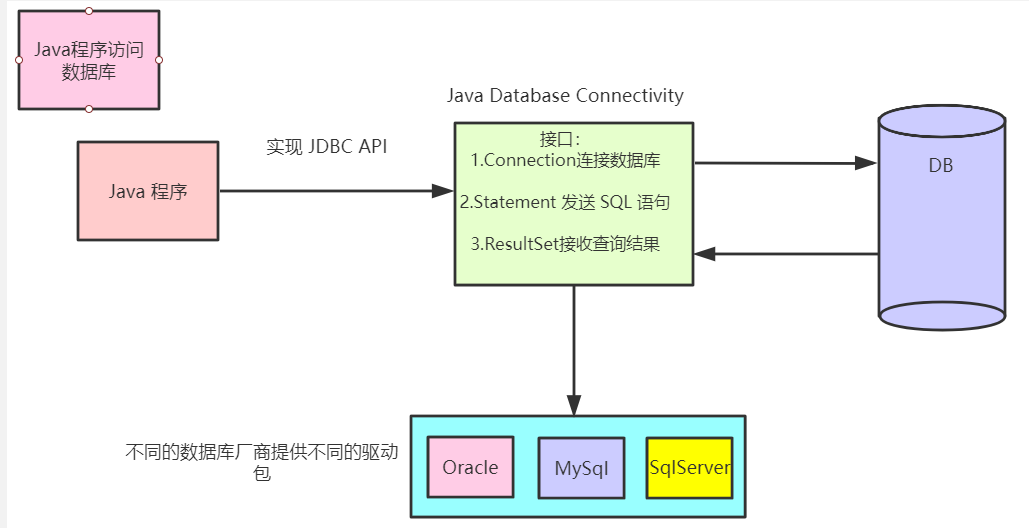 Java程序访问
数据库
Java Database Connectivity
实现 JDBC API
Java 程序
接口：
1.Connection连接数据库
2.Statement 发送 SQL 语句
3.ResultSet接收查询结果
DB
不同的数据库厂商提供不同的驱动
包
Oracle
MySql
SqlServer